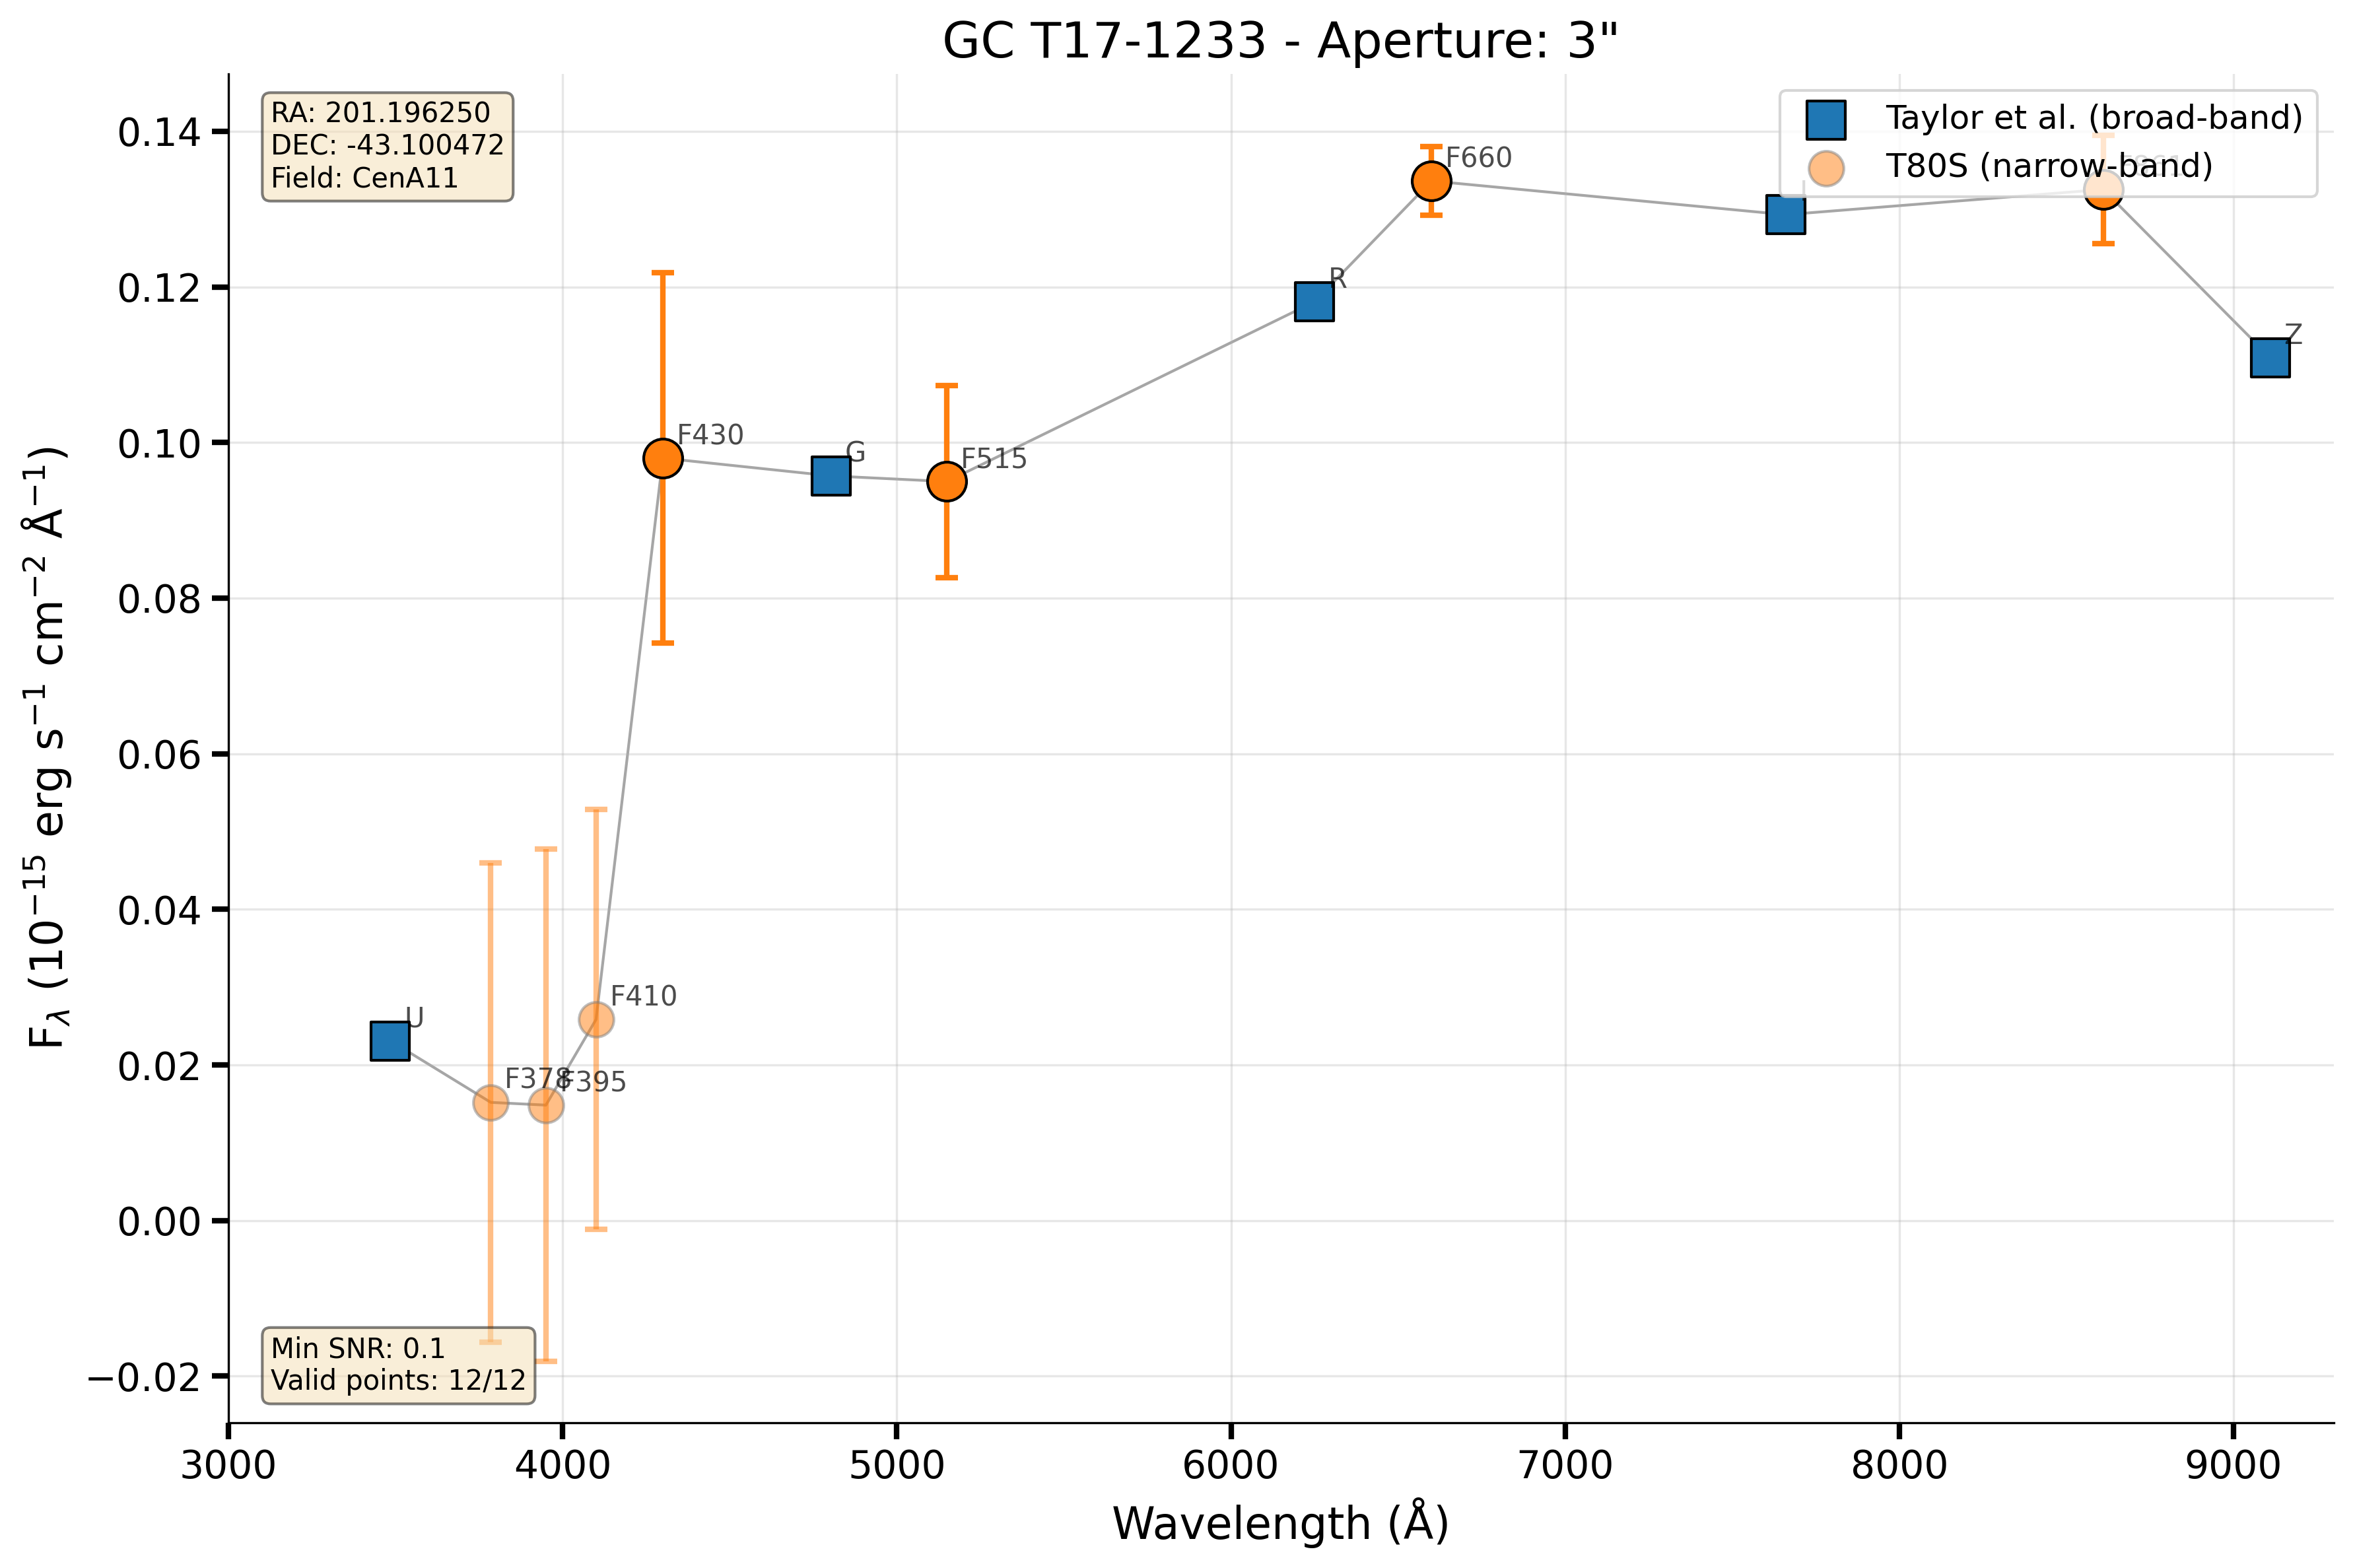 GC T17-1233 - Aperture: 3"
RA: 201.196250
DEC: -43.100472
Field: CenA11
Taylor et al. (broad-band)
T80S (narrow-band)
0.14
0.12
0.10
0.08
0.06
0.04
0.02
0.00
−0.02
F660
R
Z
F430
G
F515
F410
U
F378
F395
Min SNR: 0.1
Valid points: 12/12
3000 4000 5000 6000 7000 8000 9000
Wavelength (Å)
F_λ (10⁻¹⁵ erg s⁻¹ cm⁻² Å⁻¹)